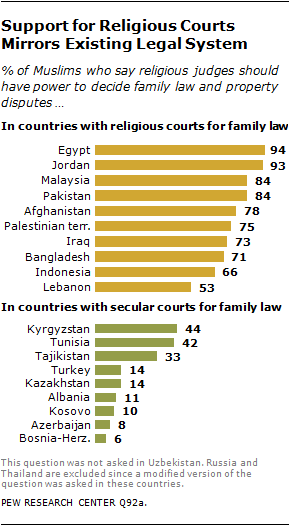 Support for Religious Courts
Mirrors Existing Legal System
% of Muslims who say religious judges should
have power to decide family law and property
disputes …
In countries with religious courts for family law
Egypt 94
Jordan 93
Malaysia 84
Pakistan 84
Afghanistan 78
Palestinian terr. 75
Iraq 73
Bangladesh 71
Indonesia 66
Lebanon 53
In countries with secular courts for family law
Kyrgyzstan 44
Tunisia 42
Tajikistan 33
Turkey 14
Kazakhstan 14
Albania 11
Kosovo 10
Azerbaijan 8
Bosnia-Herz. 6
This question was not asked in Uzbekistan. Russia and
Thailand are excluded since a modified version of the
question was asked in these countries.
PEW RESEARCH CENTER Q92a.